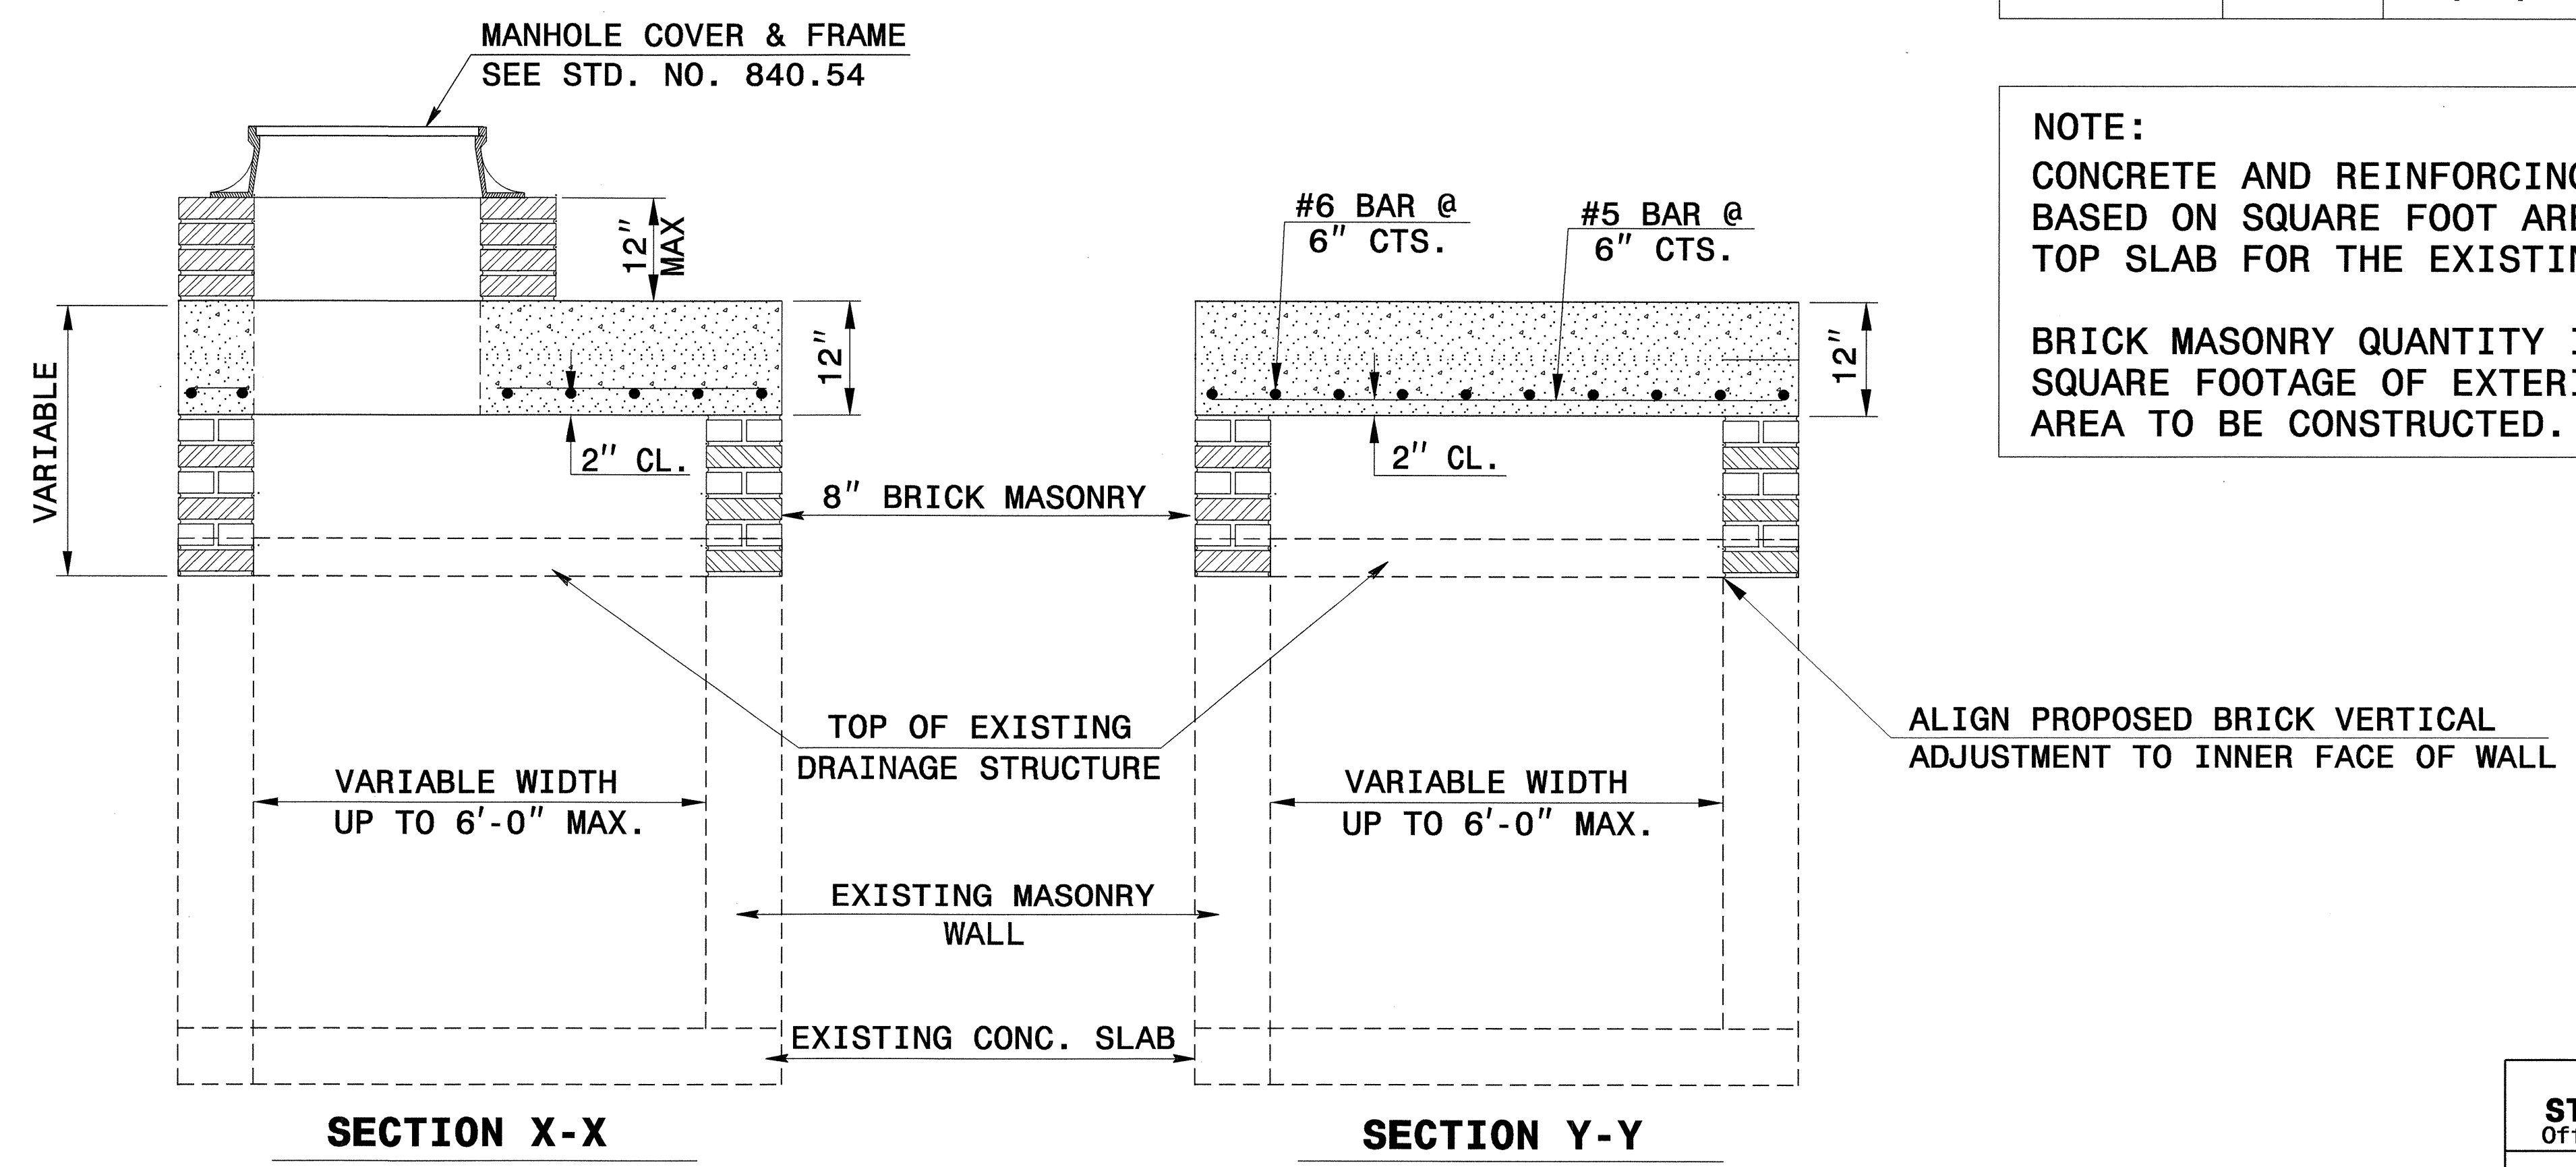 MANHOLE COVER & FRAME
SEE STD. NO. 840.54
12" MAX
VARIABLE
12"
2" CL.
8" BRICK MASONRY
#6 BAR @
6" CTS.
#5 BAR @
6" CTS.
12"
2" CL.
NOTE:
CONCRETE AND REINFORCING
BASED ON SQUARE FOOT
TOP SLAB FOR THE
BRICK MASONRY QUANTITY
SQUARE FOOTAGE OF
AREA TO BE CONSTRUCTED.
TOP OF EXISTING
DRAINAGE STRUCTURE
ALIGN PROPOSED BRICK VERTICAL
ADJUSTMENT TO INNER FACE OF WALL
VARIABLE WIDTH
UP TO 6'-0" MAX.
VARIABLE WIDTH
UP TO 6'-0" MAX.
EXISTING MASONRY
WALL
EXISTING CONC. SLAB
SECTION X-X
SECTION Y-Y